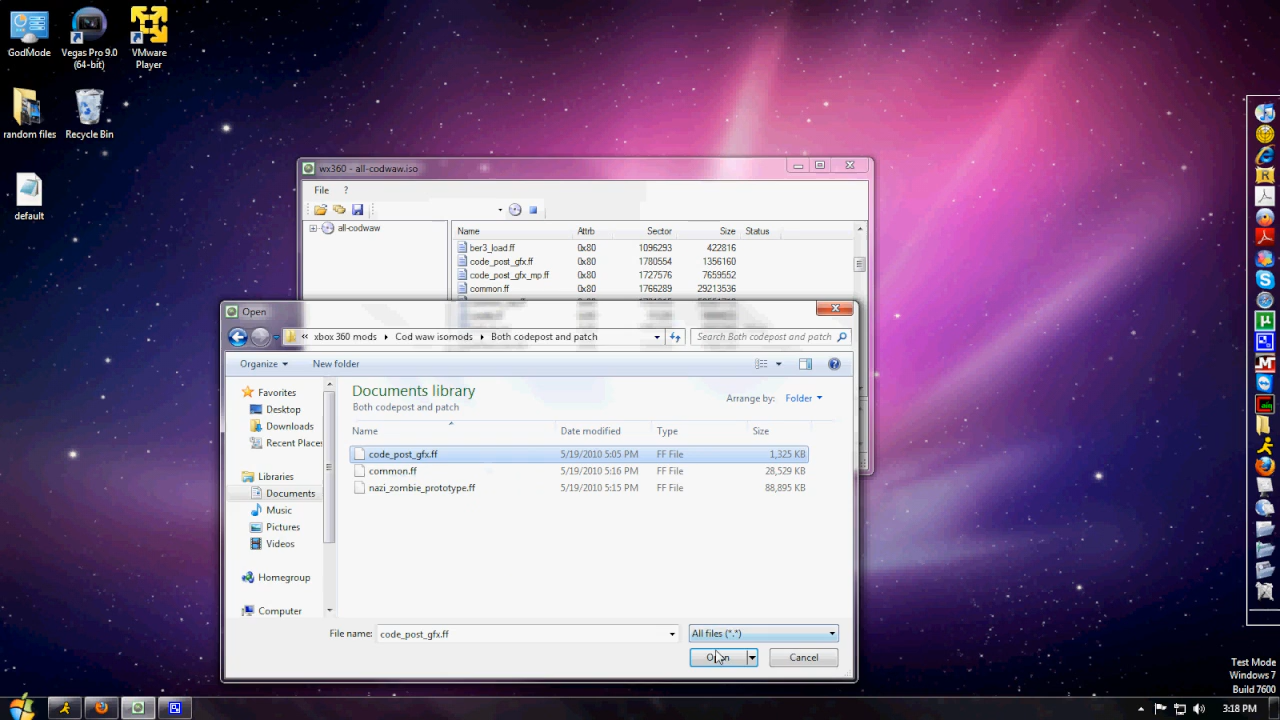 GodMode
Vegas Pro 9.0
(64-bit)
VMware
Player
random files
Recycle Bin
default
wx360 - all-codwaw.iso
File ?
all-codwaw
Name Attrb Sector Size Status
ber3_load.ff 0x80 1096293 422816
code_post_gfx.ff 0x80 1780554 1356160
code_post_gfx_mp.ff 0x80 1727576 7659552
common.ff 0x80 1766289 29213536
Open
« xbox 360 mods Cod waw isomods Both codepost and patch
Search Both codepost and patch
Organize New folder
Favorites
Desktop
Downloads
Recent Places
Libraries
Documents
Music
Pictures
Videos
Homegroup
Computer
Documents library
Both codepost and patch
Arrange by: Folder
Name Date modified Type Size
code_post_gfx.ff 5/19/2010 5:05 PM FF File 1,325 KB
common.ff 5/19/2010 5:16 PM FF File 28,529 KB
nazi_zombie_prototype.ff 5/19/2010 5:15 PM FF File 88,895 KB
File name: code_post_gfx.ff All files (*.*)
Open Cancel
Test Mode
Windows 7
Build 7600
3:18 PM